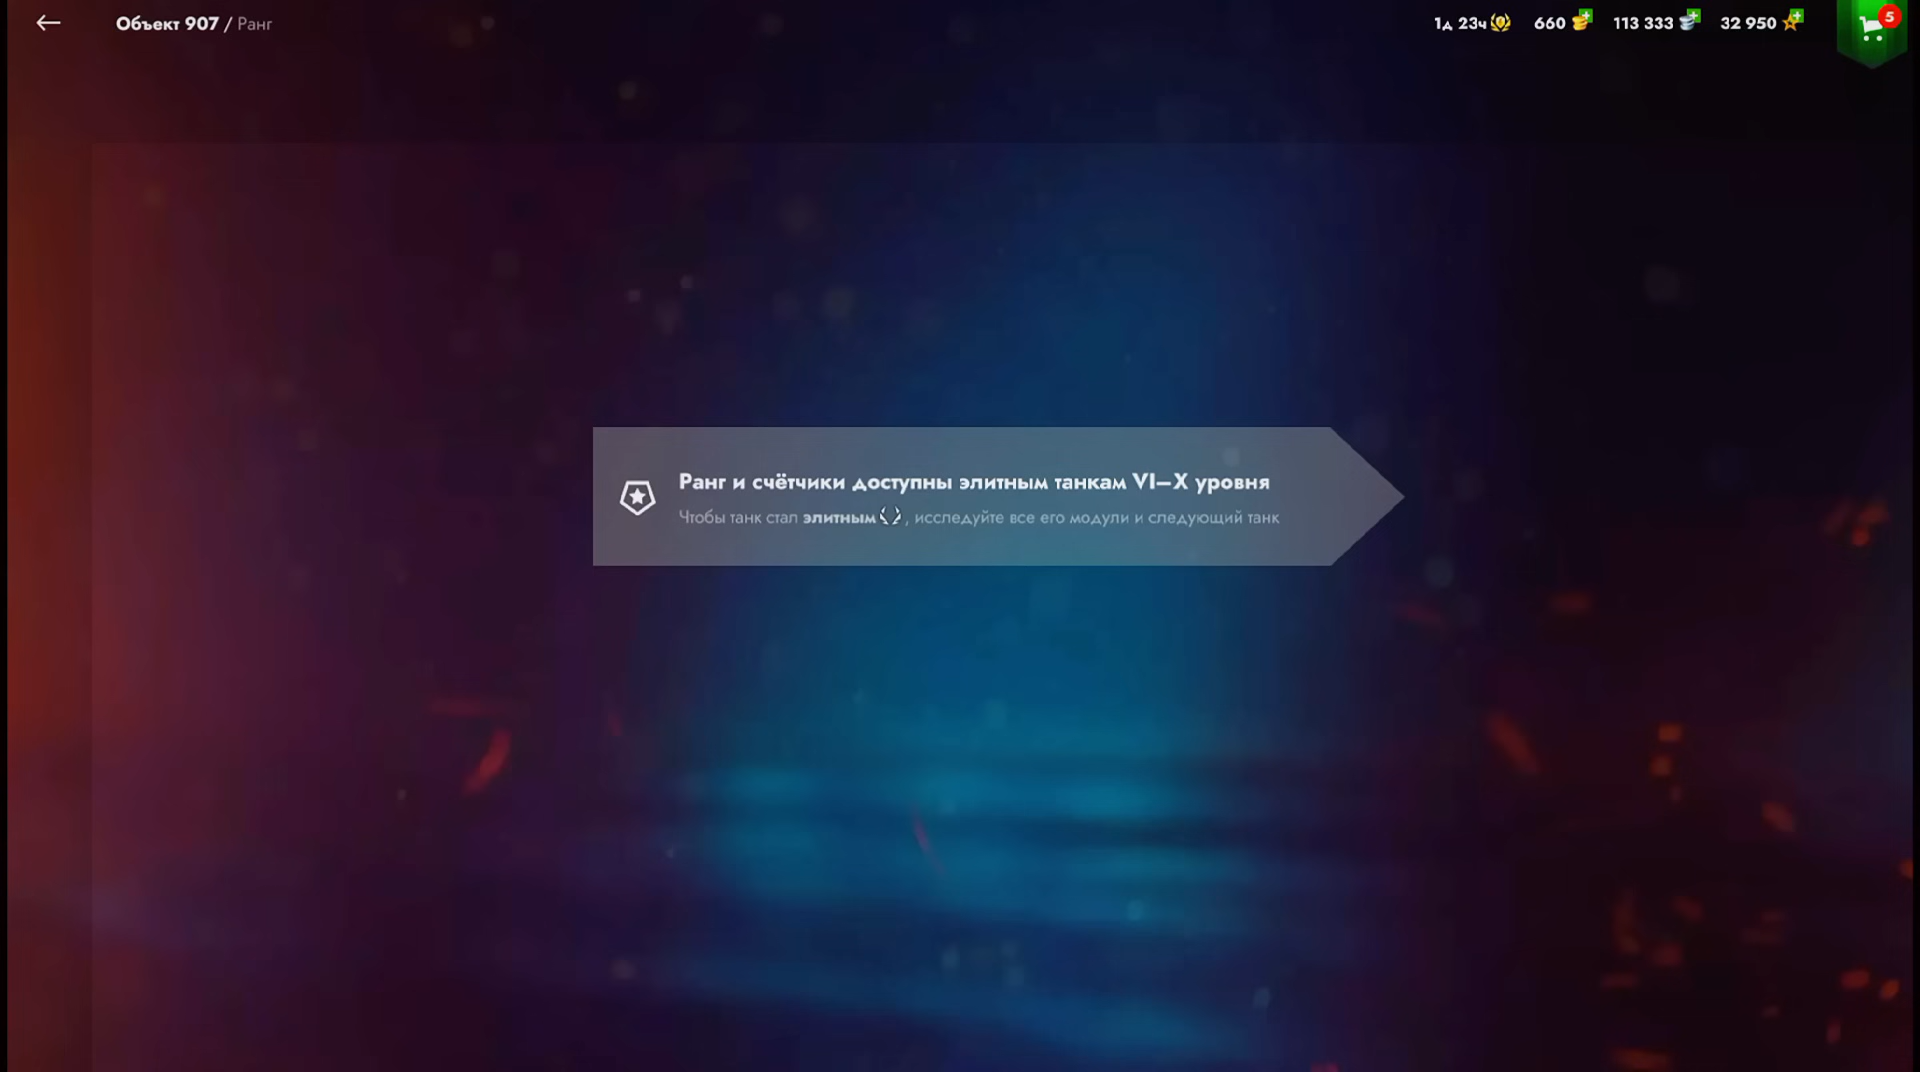 Объект 907 / Ранг
1д 23ч 660 113 333 32 950 5
Ранг и счётчики доступны элитным танкам VI–X уровня
Чтобы танк стал элитным , исследуйте все его модули и следующий танк